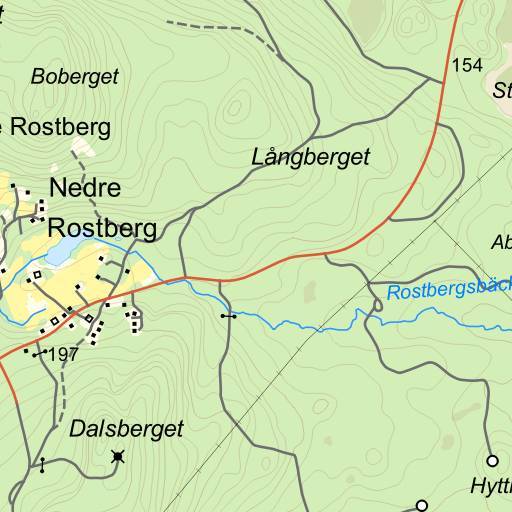 154
Boberget
St
e Rostberg
Långberget
Nedre
Rostberg
Ab
Rostbergsbäck
197
Dalsberget
Hytt